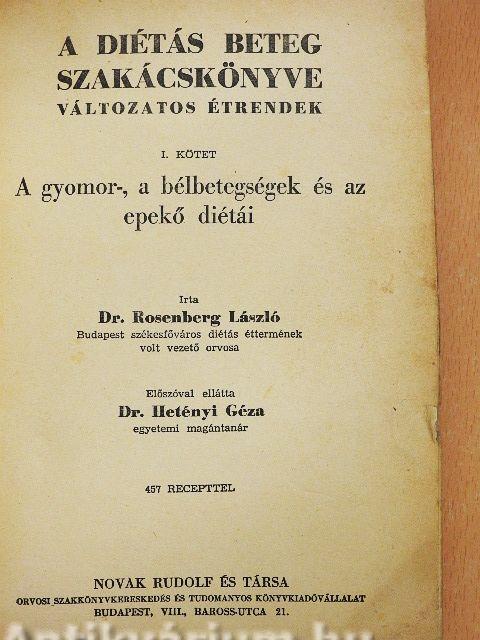 A DIÉTÁS BETEG
SZAKÁCSKÖNYVE
VÁLTOZATOS ÉTRENDEK
I. KÖTET
A gyomor-, a bélbetegségek és az
epekő diétái
Irta
Dr. Rosenberg László
Budapest székesfőváros diétás éttermének
volt vezető orvosa
Előszóval ellátta
Dr. Hetényi Géza
egyetemi magántanár
457 RECEPTTEL
NOVAK RUDOLF ÉS TÁRSA
ORVOSI SZAKKÖNYVKERESKEDÉS ÉS TUDOMANYOS KÖNYVKIADÓVÁLLALAT
BUDAPEST, VIII., BAROSS-UTCA 21.